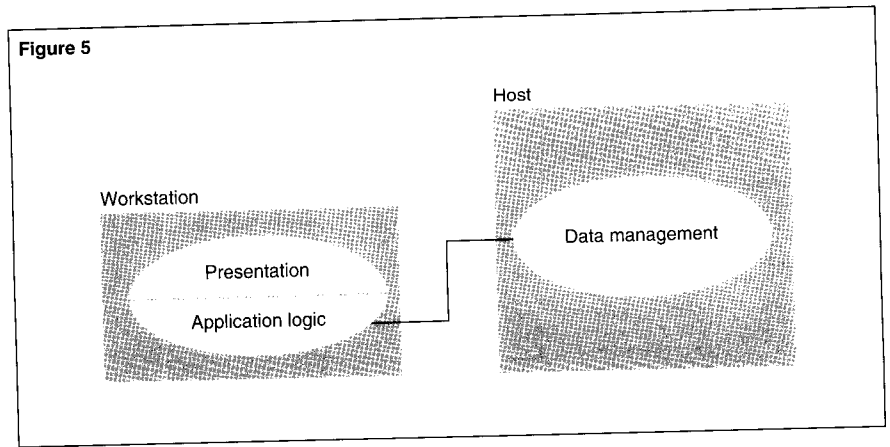 Figure 5
Host
Workstation
Data management
Presentation
Application logic